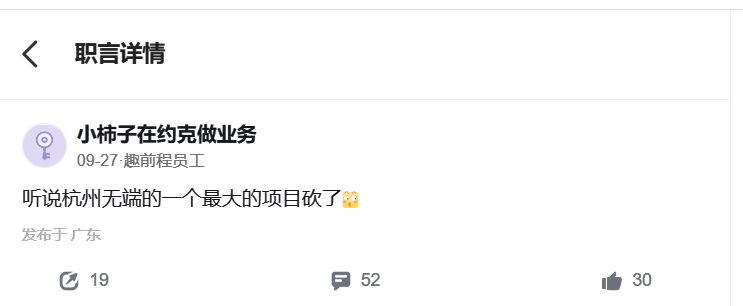 职言详情
小柿子在约克做业务
09-27·趣前程员工
听说杭州无端的一个最大的项目砍了🫣
发布于 广东
19 52 30